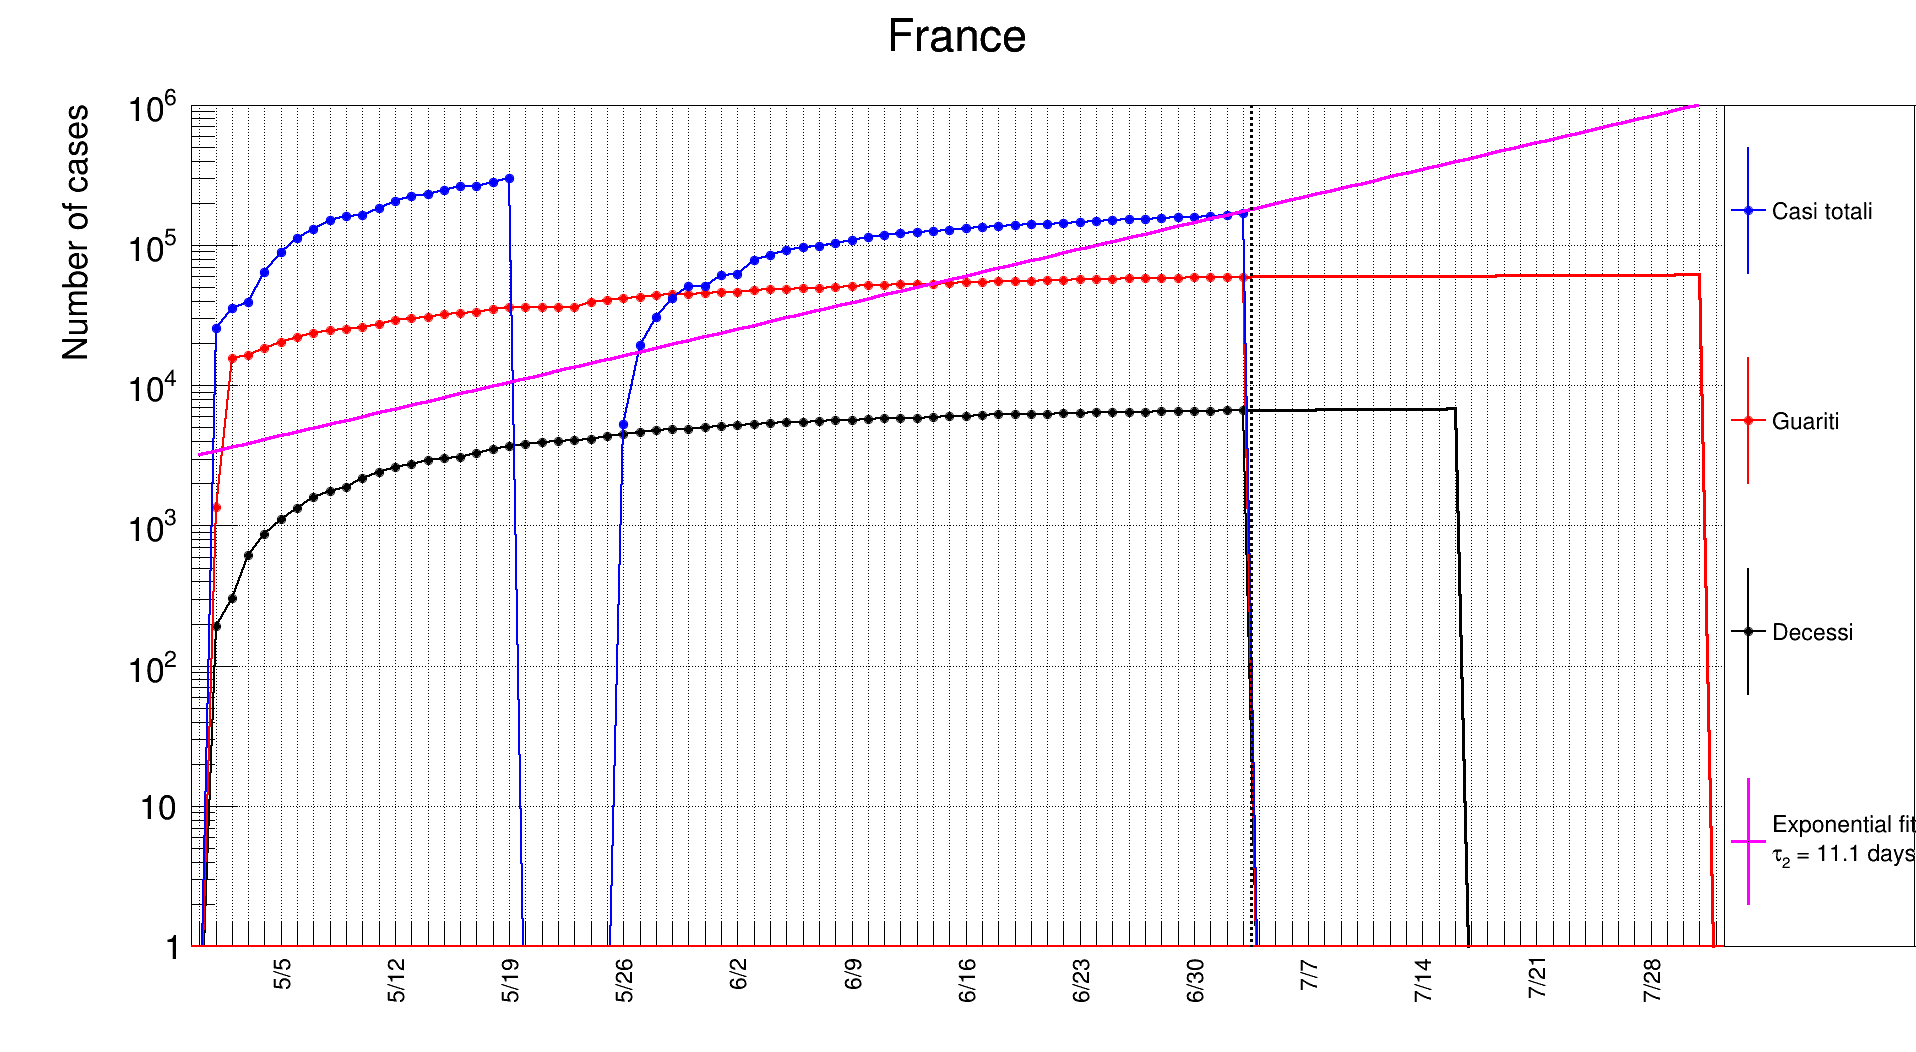 France
Number of cases
10^6
10^5
10^4
10^3
10^2
10
1
5/5
5/12
5/19
5/26
6/2
6/9
6/16
6/23
6/30
7/7
7/14
7/21
7/28
Casi totali
Guariti
Decessi
Exponential fit
τ₂ = 11.1 days